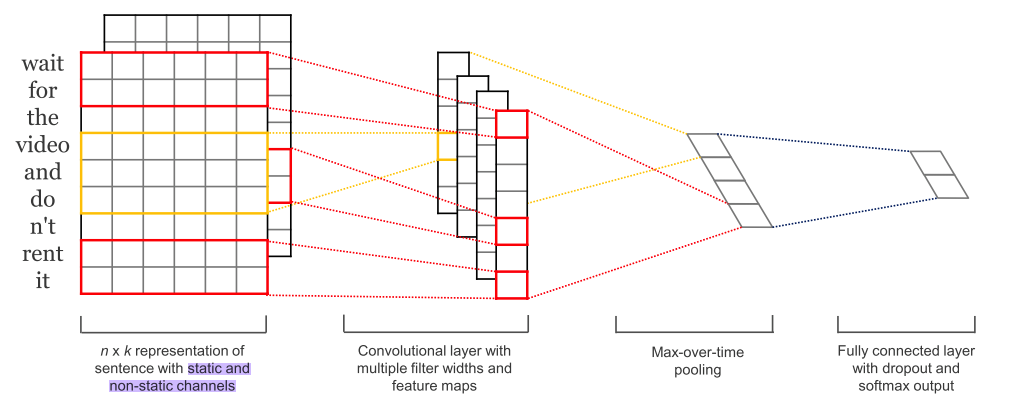 wait
for
the
video
and
do
n't
rent
it
n x k representation of
sentence with static and
non-static channels
Convolutional layer with
multiple filter widths and
feature maps
Max-over-time
pooling
Fully connected layer
with dropout and
softmax output